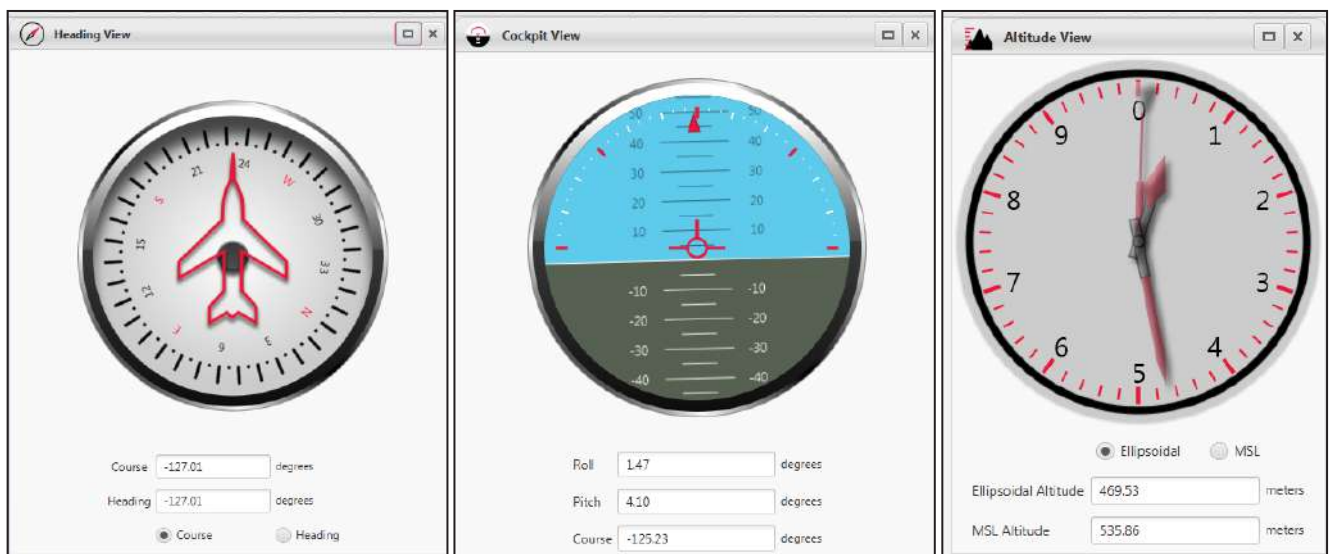 Heading View
24
21
W
S
30
15
33
12
N
E
3
6
Course -127.01 degrees
Heading -127.01 degrees
Course Heading
Cockpit View
50 50
40 40
30 30
20 20
10 10
-10 -10
-20 -20
-30 -30
-40 -40
Roll 1.47 degrees
Pitch 4.10 degrees
Course -125.23 degrees
Altitude View
0
9 1
8 2
7 3
6 4
5
Ellipsoidal MSL
Ellipsoidal Altitude 469.53 meters
MSL Altitude 535.86 meters